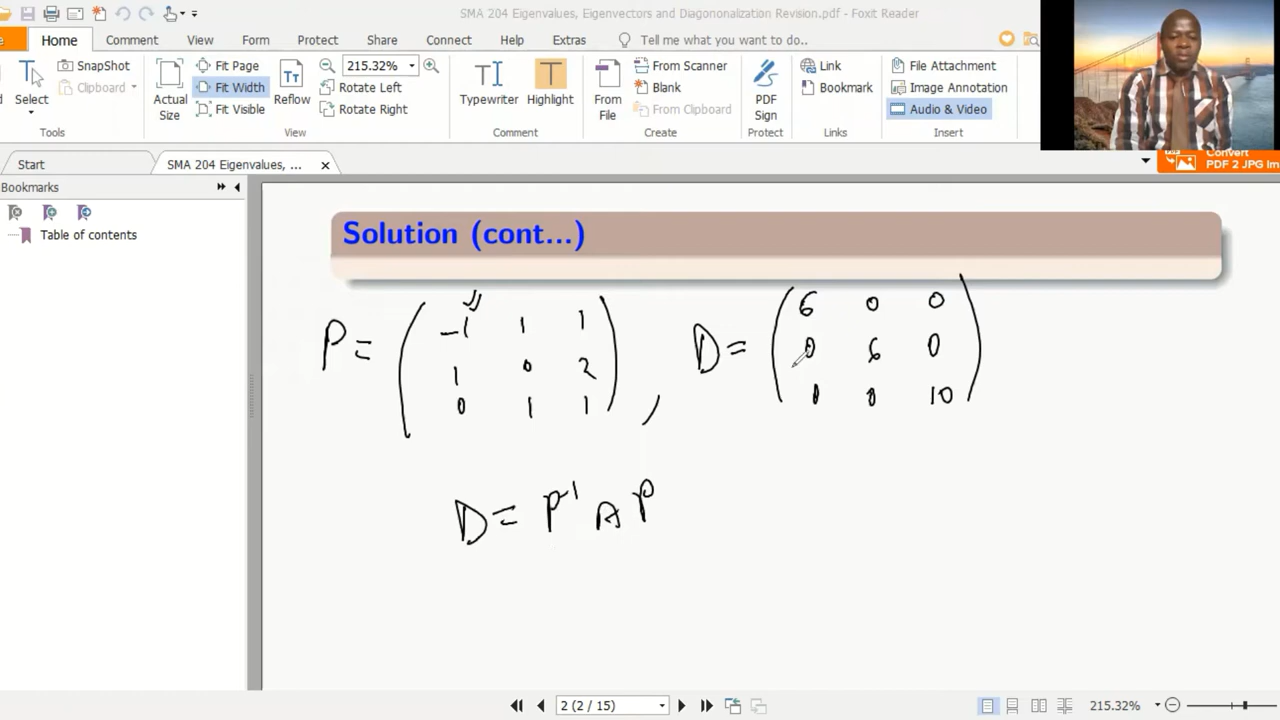 SMA 204 Eigenvalues, Eigenvectors and Diagononalization Revision.pdf - Foxit Reader
Home Comment View Form Protect Share Connect Help Extras Tell me what you want to do..
SnapShot Fit Page 215.32% From Scanner Link File Attachment
Select Clipboard Actual Size Fit Width Reflow Rotate Left Typewriter Highlight From File Blank PDF Sign Bookmark Image Annotation
Fit Visible Rotate Right From Clipboard Audio & Video
Tools View Comment Create Protect Links Insert
Start SMA 204 Eigenvalues, ... Convert
PDF 2 JPG Im
Bookmarks
Table of contents
Solution (cont...)
P = ( -1 1 1 D = ( 6 0 0
1 0 2 0 6 0
0 1 1 ) , 0 0 10 )
D = P⁻¹ A P
2 (2 / 15) 215.32%